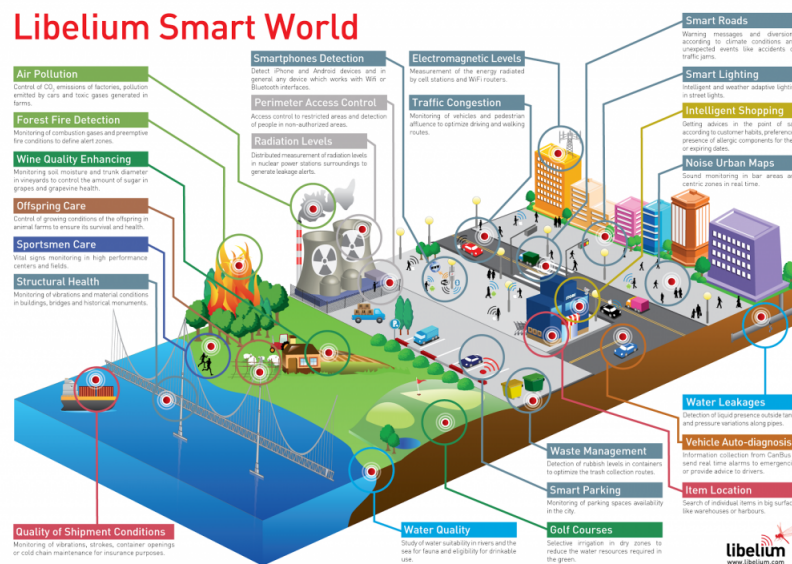 Libelium Smart World
Air Pollution
Control of CO₂ emissions of factories, pollution
emitted by cars and toxic gases generated in
farms.
Forest Fire Detection
Monitoring of combustion gases and preemptive
fire conditions to define alert zones.
Wine Quality Enhancing
Monitoring soil moisture and trunk diameter
in vineyards to control the amount of sugar in
grapes and grapevine health.
Offspring Care
Control of growing conditions of the offspring in
animal farms to ensure its survival and health.
Sportsmen Care
Vital signs monitoring in high performance
centers and fields.
Structural Health
Monitoring of vibrations and material conditions
in buildings, bridges and historical monuments.
Quality of Shipment Conditions
Monitoring of vibrations, strokes, container openings
or cold chain maintenance for insurance purposes.
Smartphones Detection
Detect iPhone and Android devices and in
general any device which works with Wifi or
Bluetooth interfaces.
Perimeter Access Control
Access control to restricted areas and detection
of people in non-authorized areas.
Radiation Levels
Distributed measurement of radiation levels
in nuclear power stations surroundings to
generate leakage alerts.
Electromagnetic Levels
Measurement of the energy radiated
by cell stations and WiFi routers.
Traffic Congestion
Monitoring of vehicles and pedestrian
affluence to optimize driving and walking
routes.
Smart Roads
Warning messages and diversion
according to climate conditions an
unexpected events like accidents o
traffic jams.
Smart Lighting
Intelligent and weather adaptive lightin
in street lights.
Intelligent Shopping
Getting advices in the point of sa
according to customer habits, preference
presence of allergic components for the
or expiring dates.
Noise Urban Maps
Sound monitoring in bar areas an
centric zones in real time.
Water Leakages
Detection of liquid presence outside tan
and pressure variations along pipes.
Vehicle Auto-diagnosis
Information collection from CanBus
send real time alarms to emergencie
or provide advice to drivers.
Item Location
Search of individual items in big surfac
like warehouses or harbours.
Waste Management
Detection of rubbish levels in containers
to optimize the trash collection routes.
Smart Parking
Monitoring of parking spaces availability
in the city.
Golf Courses
Selective irrigation in dry zones to
reduce the water resources required in
the green.
Water Quality
Study of water suitability in rivers and the
sea for fauna and eligibility for drinkable
use.
libelium
www.libelium.com